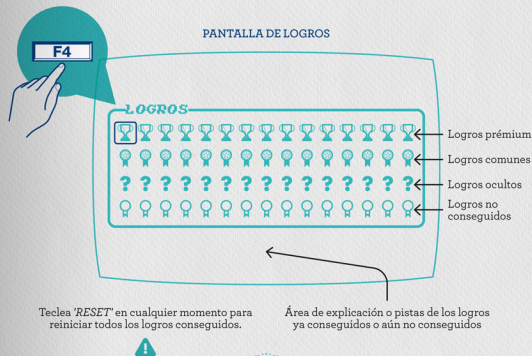 PANTALLA DE LOGROS
F4
LOGROS
Logros prémium
Logros comunes
? ? ? ? ? ? ? ? ? ? ? ? ? ? ?
Logros ocultos
Logros no
conseguidos
Teclea 'RESET' en cualquier momento para
reiniciar todos los logros conseguidos.
Área de explicación o pistas de los logros
ya conseguidos o aún no conseguidos
!